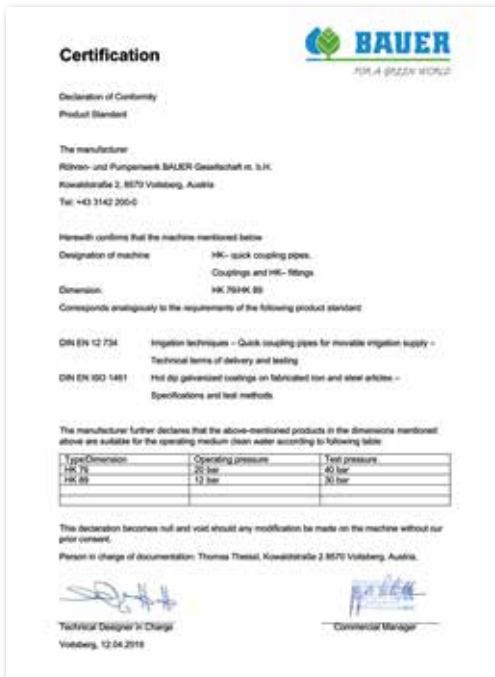 BAUER
FOR A GREEN WORLD
Certification
Declaration of Conformity
Product Standard
The manufacturer
Röhren- und Pumpenwerk BAUER Gesellschaft m. b.H.
Kowaldstraße 2, 8570 Voitsberg, Austria
Tel: +43 3142 200-0
Herewith confirms that the machine mentioned below
Designation of machine HK– quick coupling pipes,
Couplings and HK– fittings
Dimension: HK 76/HK 89
Corresponds analogously to the requirements of the following product standard
DIN EN 12 734 Irrigation techniques – Quick coupling pipes for movable irrigation supply –
Technical terms of delivery and testing
DIN EN ISO 1461 Hot dip galvanized coatings on fabricated iron and steel articles –
Specifications and test methods
The manufacturer further declares that the above-mentioned products in the dimensions mentioned
above are suitable for the operating medium clean water according to following table:
Type/Dimension Operating pressure Test pressure
HK 76 20 bar 40 bar
HK 89 12 bar 30 bar
This declaration becomes null and void should any modification be made on the machine without our
prior consent.
Person in charge of documentation: Thomas Theissl, Kowaldstraße 2 8570 Voitsberg, Austria.
Technical Designer in Charge Commercial Manager
Voitsberg, 12.04.2016